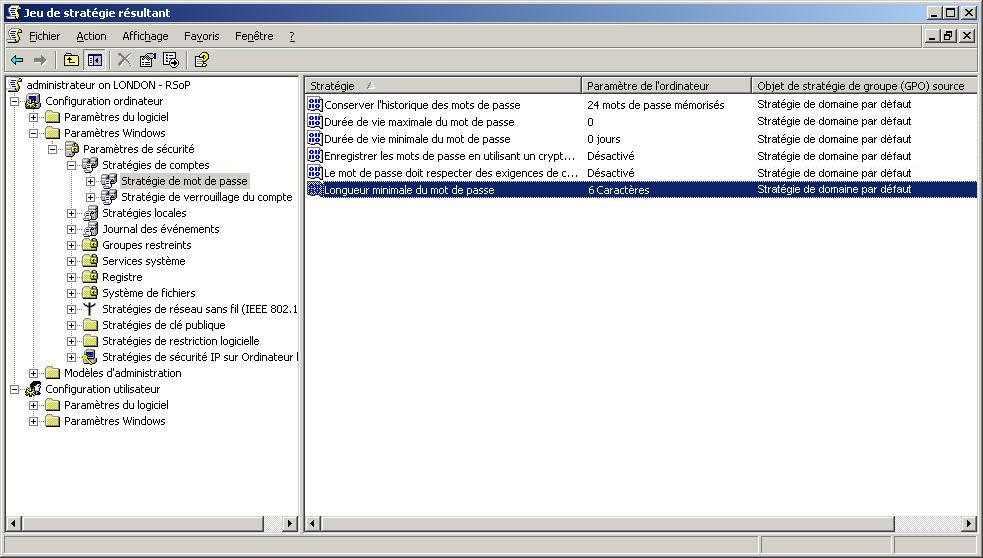 Jeu de stratégie résultant
Fichier Action Affichage Favoris Fenêtre ?
administrateur on LONDON - RSoP
Configuration ordinateur
Paramètres du logiciel
Paramètres Windows
Paramètres de sécurité
Stratégies de comptes
Stratégie de mot de passe
Stratégie de verrouillage du compte
Stratégies locales
Journal des événements
Groupes restreints
Services système
Registre
Système de fichiers
Stratégies de réseau sans fil (IEEE 802.1
Stratégies de clé publique
Stratégies de restriction logicielle
Stratégies de sécurité IP sur Ordinateur l
Modèles d'administration
Configuration utilisateur
Paramètres du logiciel
Paramètres Windows
Stratégie Paramètre de l'ordinateur Objet de stratégie de groupe (GPO) source
Conserver l'historique des mots de passe 24 mots de passe mémorisés Stratégie de domaine par défaut
Durée de vie maximale du mot de passe 0 Stratégie de domaine par défaut
Durée de vie minimale du mot de passe 0 jours Stratégie de domaine par défaut
Enregistrer les mots de passe en utilisant un crypt... Désactivé Stratégie de domaine par défaut
Le mot de passe doit respecter des exigences de c... Désactivé Stratégie de domaine par défaut
Longueur minimale du mot de passe 6 Caractères Stratégie de domaine par défaut